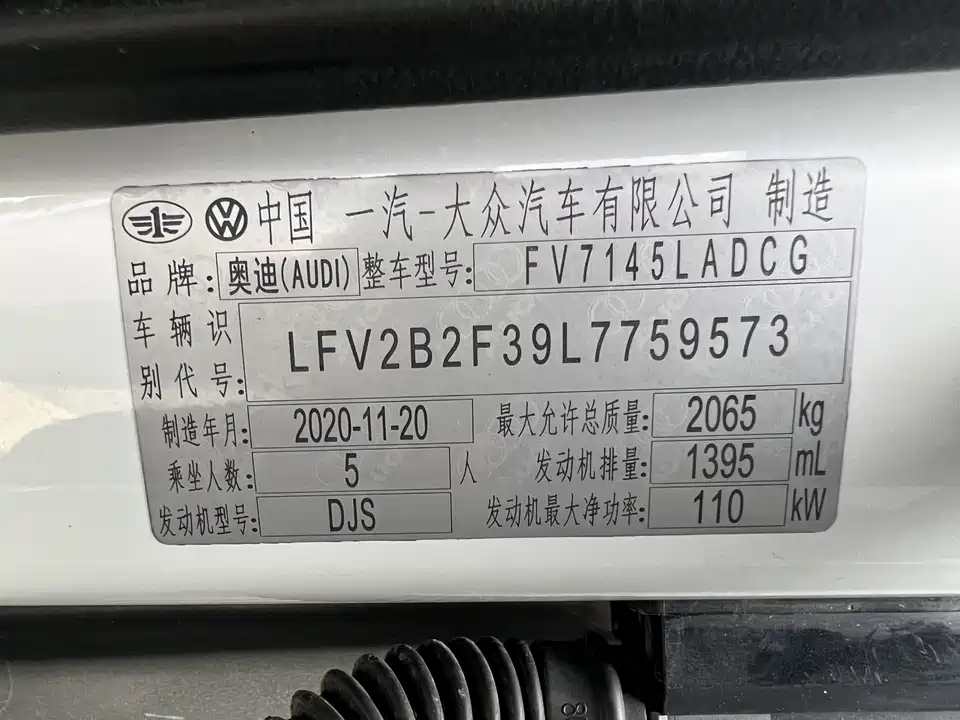 中国 一汽-大众汽车有限公司 制造
品牌: 奥迪(AUDI) 整车型号: FV7145LADCG
车辆识别代号: LFV2B2F39L7759573
制造年月: 2020-11-20 最大允许总质量: 2065 kg
乘坐人数: 5 人 发动机排量: 1395 mL
发动机型号: DJS 发动机最大净功率: 110 kW